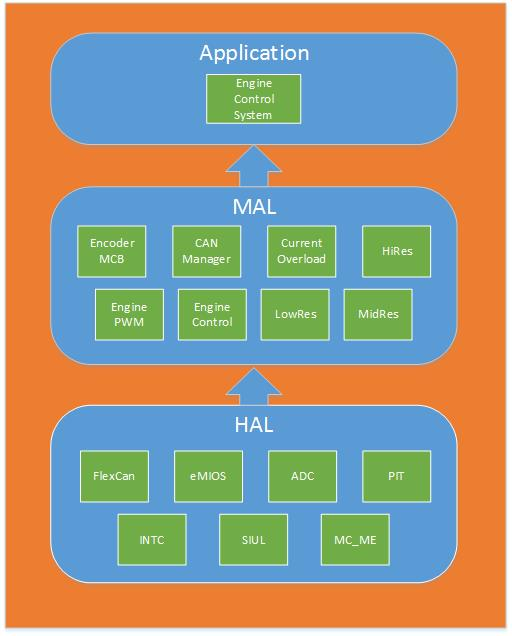 Application
Engine
Control
System
MAL
Encoder
MCB
CAN
Manager
Current
Overload
HiRes
Engine
PWM
Engine
Control
LowRes
MidRes
HAL
FlexCan
eMIOS
ADC
PIT
INTC
SIUL
MC_ME